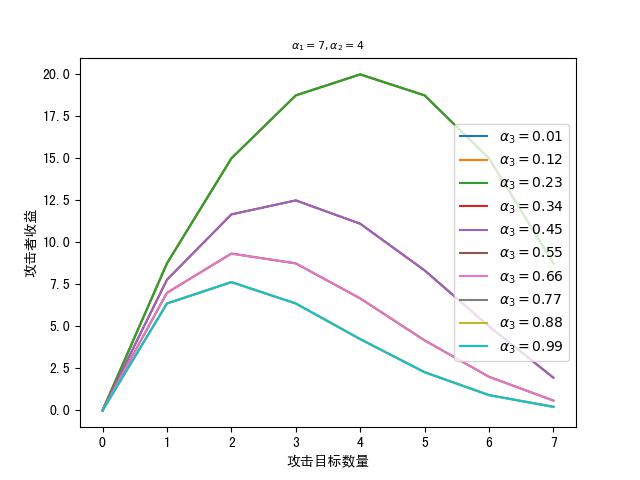 α₁ = 7, α₂ = 4
20.0
17.5
15.0
12.5
10.0
7.5
5.0
2.5
0.0
攻击者收益
α₃ = 0.01
α₃ = 0.12
α₃ = 0.23
α₃ = 0.34
α₃ = 0.45
α₃ = 0.55
α₃ = 0.66
α₃ = 0.77
α₃ = 0.88
α₃ = 0.99
0 1 2 3 4 5 6 7
攻击目标数量